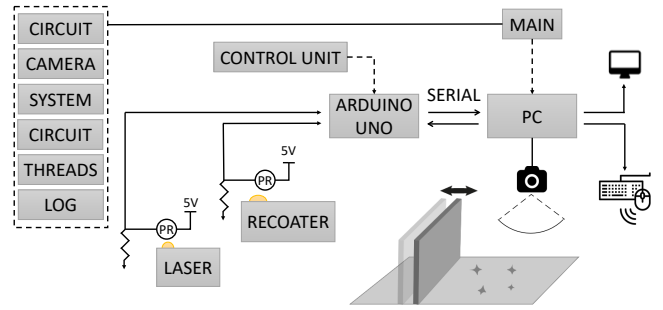 CIRCUIT
CAMERA
SYSTEM
CIRCUIT
THREADS
LOG
MAIN
CONTROL UNIT
ARDUINO
UNO
SERIAL
PC
5V
PR
RECOATER
5V
PR
LASER